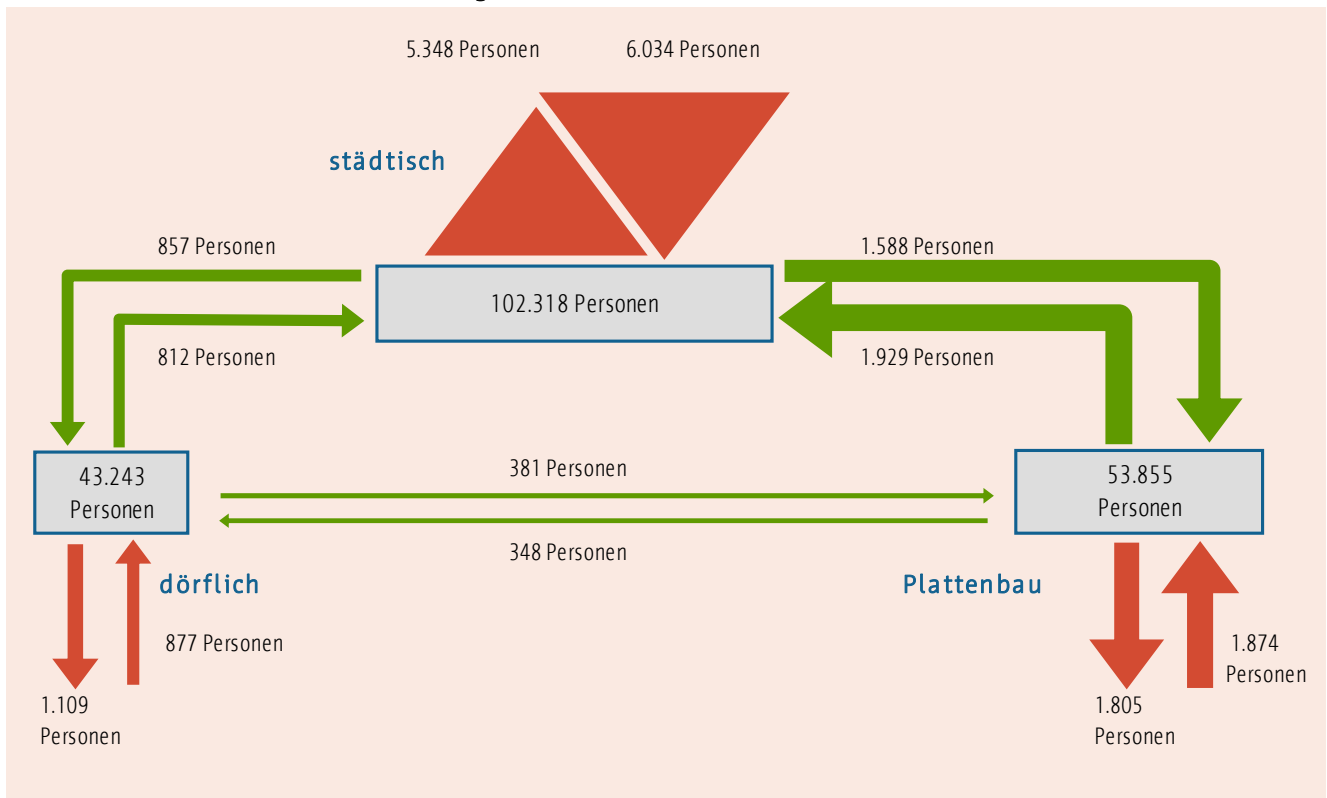 5.348 Personen
6.034 Personen
städtisch
857 Personen
1.588 Personen
102.318 Personen
812 Personen
1.929 Personen
43.243
Personen
381 Personen
53.855
Personen
348 Personen
dörflich
Plattenbau
877 Personen
1.874
Personen
1.109
Personen
1.805
Personen